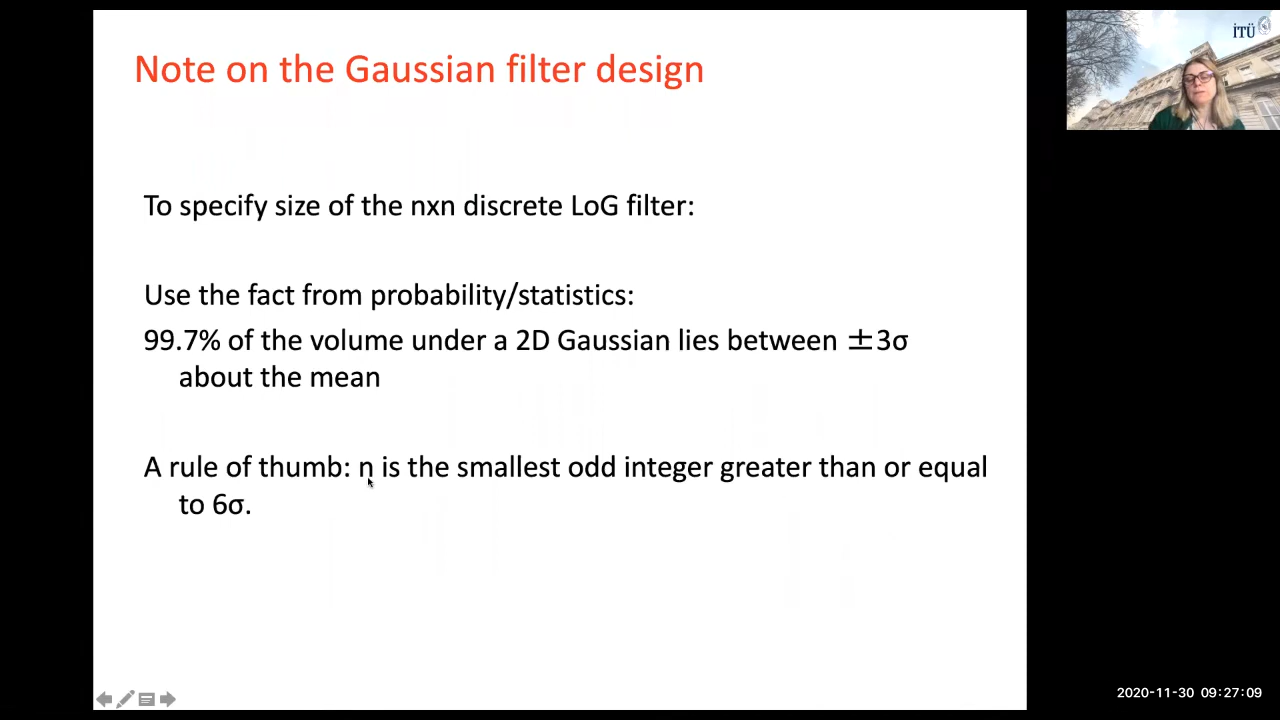 Note on the Gaussian filter design
İTÜ
To specify size of the nxn discrete LoG filter:
Use the fact from probability/statistics:
99.7% of the volume under a 2D Gaussian lies between ±3σ
about the mean
A rule of thumb: n is the smallest odd integer greater than or equal
to 6σ.
2020-11-30 09:27:09